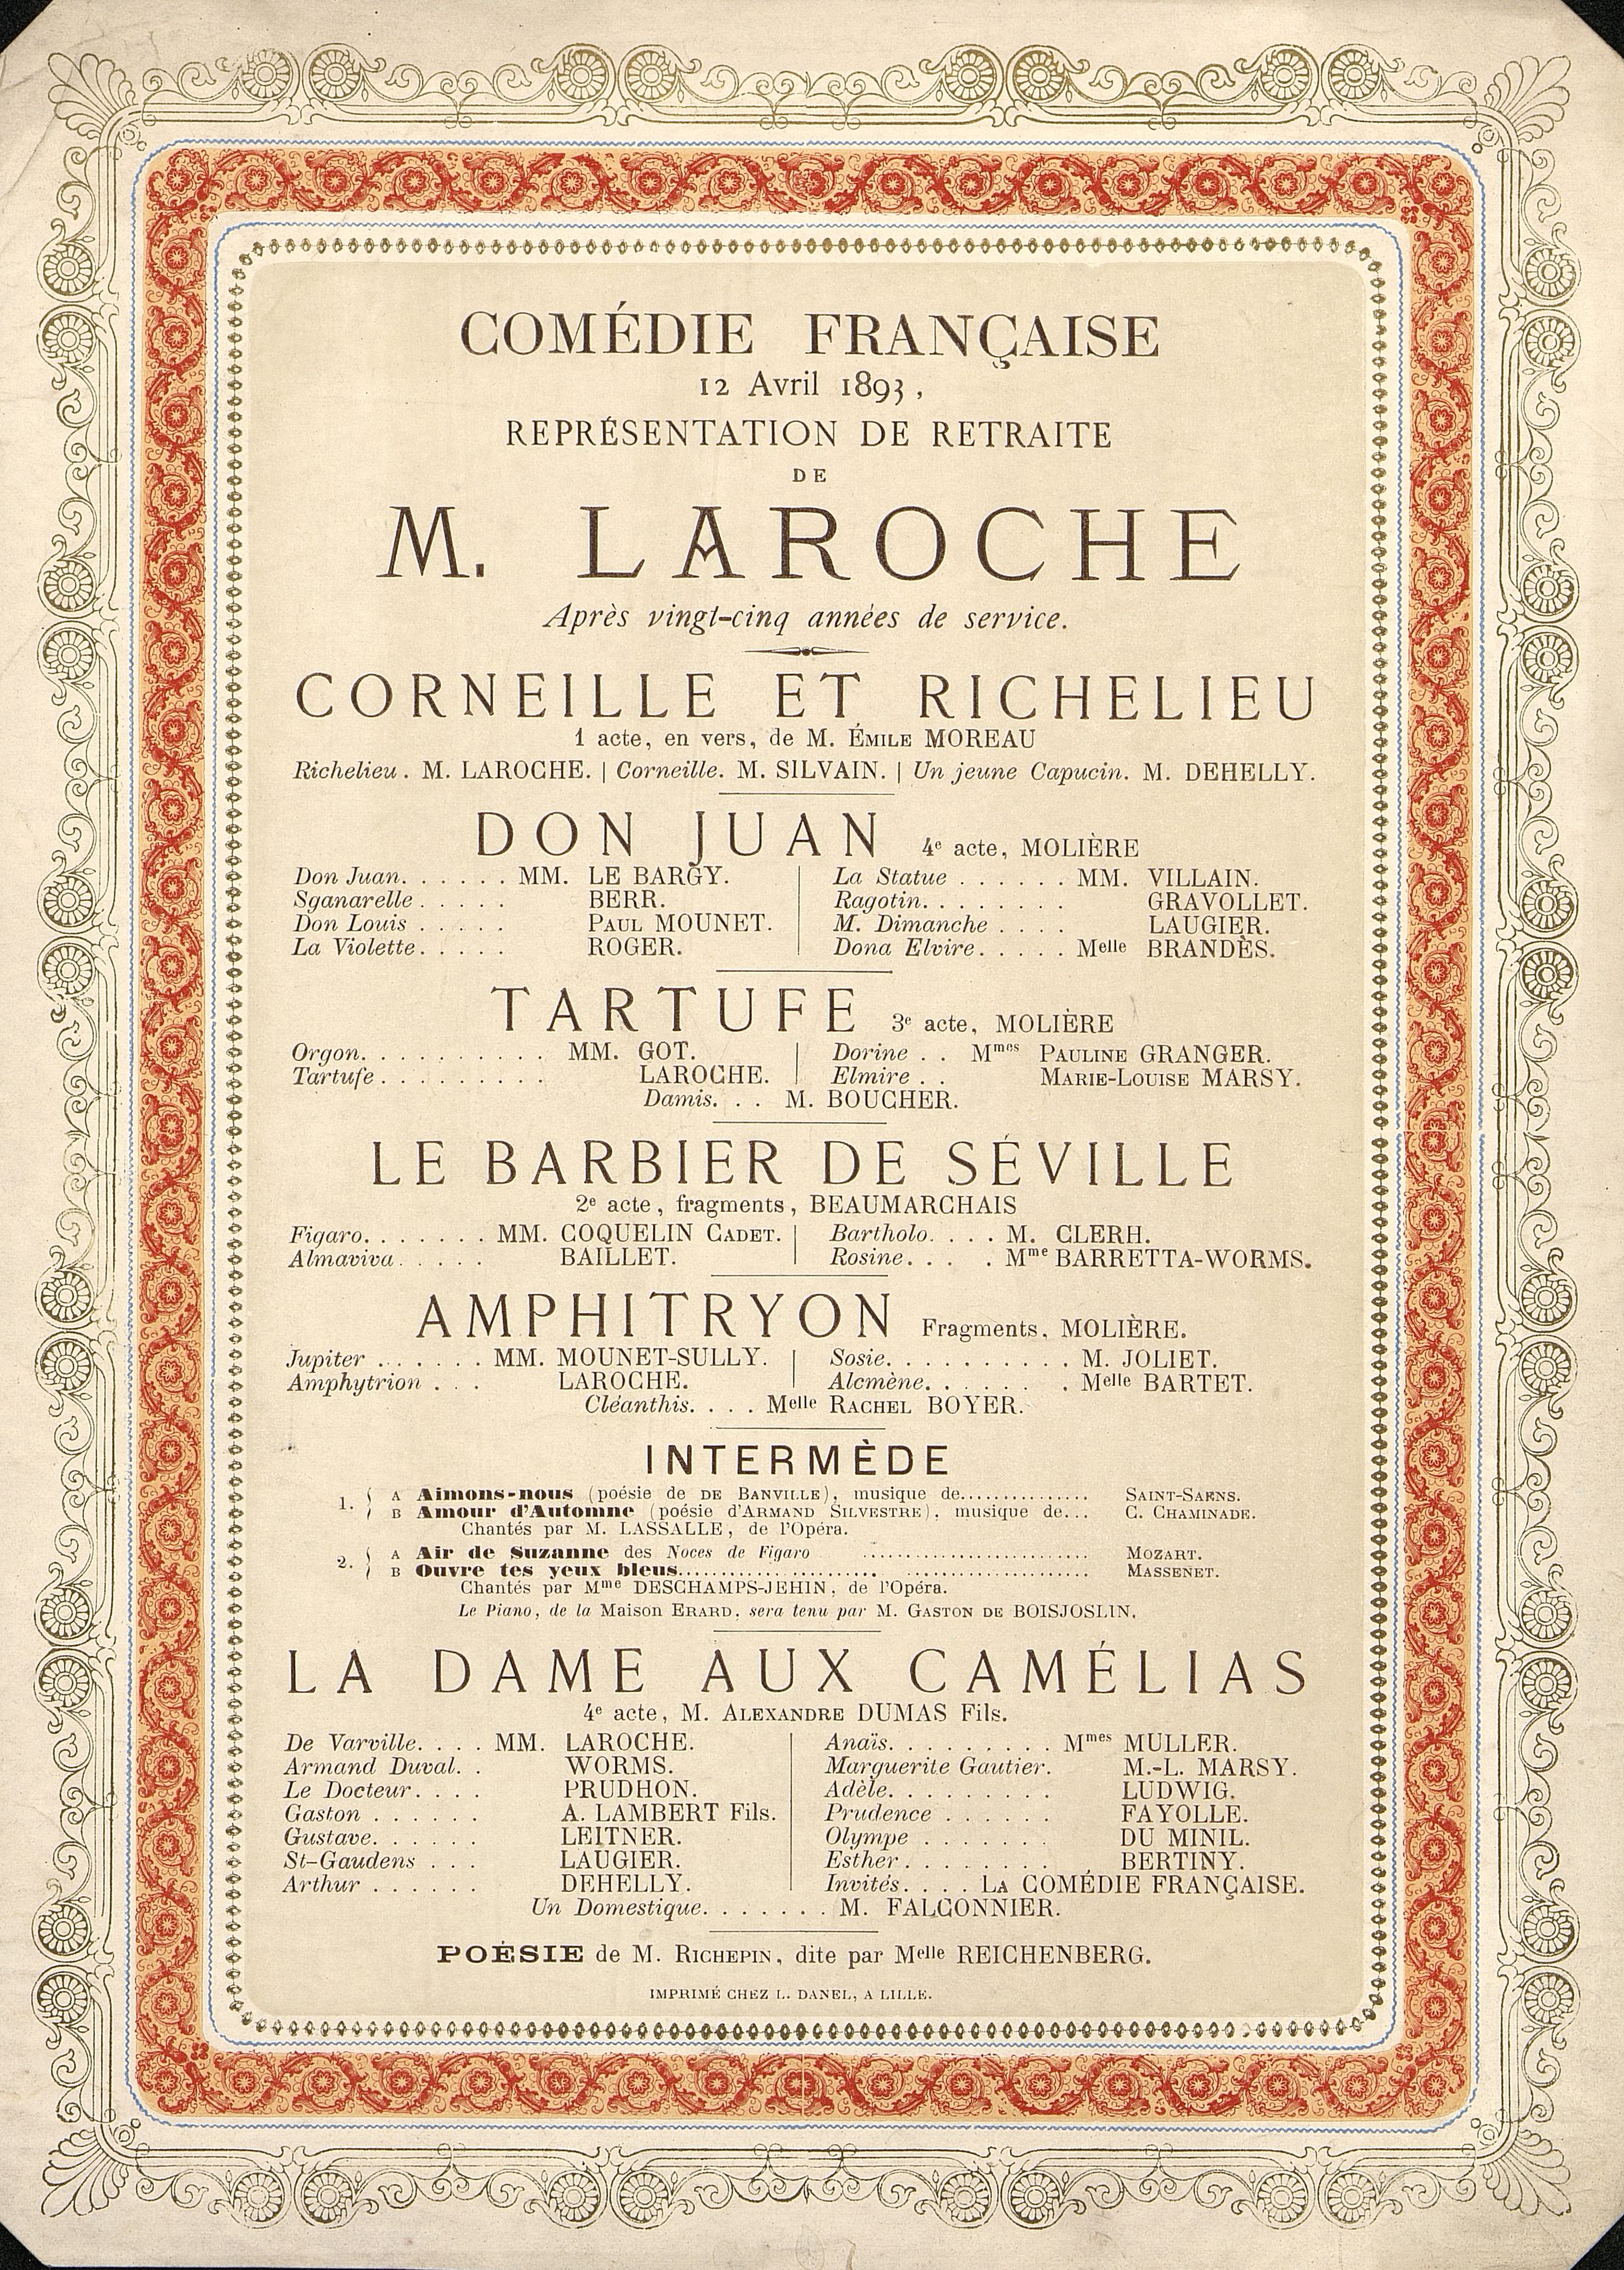 COMÉDIE FRANÇAISE
12 Avril 1893,
REPRÉSENTATION DE RETRAITE
DE
M. LAROCHE
Après vingt-cinq années de service.
CORNEILLE ET RICHELIEU
1 acte, en vers, de M. ÉMILE MOREAU
Richelieu. M. LAROCHE. | Corneille. M. SILVAIN. | Un jeune Capucin. M. DEHELLY.
DON JUAN 4e acte, MOLIÈRE
Don Juan. . . . . . MM. LE BARGY. La Statue . . . . . . MM. VILLAIN.
Sganarelle . . . . . BERR. Ragotin. . . . . . . . GRAVOLLET.
Don Louis . . . . . PAUL MOUNET. M. Dimanche . . . . LAUGIER.
La Violette. . . . . ROGER. Dona Elvire. . . . . Melle BRANDÈS.
TARTUFE 3e acte, MOLIÈRE
Orgon. . . . . . . . . . MM. GOT. Dorine . . Mmes PAULINE GRANGER.
Tartufe . . . . . . . . . LAROCHE. Elmire . . MARIE-LOUISE MARSY.
Damis. . . M. BOUCHER.
LE BARBIER DE SÉVILLE
2e acte, fragments, BEAUMARCHAIS
Figaro. . . . . . . MM. COQUELIN CADET. Bartholo. . . . M. CLERH.
Almaviva . . . . . BAILLET. Rosine. . . . Mme BARRETTA-WORMS.
AMPHITRYON Fragments, MOLIÈRE.
Jupiter . . . . . . MM. MOUNET-SULLY. Sosie. . . . . . . . . . M. JOLIET.
Amphytrion . . . LAROCHE. Alcmène. . . . . . . Melle BARTET.
Cléanthis. . . . Melle RACHEL BOYER.
INTERMÈDE
1. A Aimons-nous (poésie de DE BANVILLE), musique de............... SAINT-SAENS.
B Amour d'Automne (poésie d'ARMAND SILVESTRE), musique de... C. CHAMINADE.
Chantés par M. LASSALLE, de l'Opéra.
2. A Air de Suzanne des Noces de Figaro ........................... MOZART.
B Ouvre tes yeux bleus.................................................. MASSENET.
Chantés par Mme DESCHAMPS-JEHIN, de l'Opéra.
Le Piano, de la Maison ERARD, sera tenu par M. GASTON DE BOISJOSLIN.
LA DAME AUX CAMÉLIAS
4e acte, M. ALEXANDRE DUMAS Fils.
De Varville. . . . MM. LAROCHE. Anaïs. . . . . . . . . . Mmes MULLER.
Armand Duval. . WORMS. Marguerite Gautier. M.-L. MARSY.
Le Docteur. . . . PRUDHON. Adèle. . . . . . . . . LUDWIG.
Gaston . . . . . . A. LAMBERT Fils. Prudence . . . . . . FAYOLLE.
Gustave. . . . . . LEITNER. Olympe . . . . . . . DU MINIL.
St-Gaudens . . . LAUGIER. Esther. . . . . . . . BERTINY.
Arthur . . . . . . DEHELLY. Invités. . . . LA COMÉDIE FRANÇAISE.
Un Domestique. . . . . . . M. FALCONNIER.
POÉSIE de M. RICHEPIN, dite par Melle REICHENBERG.
IMPRIMÉ CHEZ L. DANEL, A LILLE.